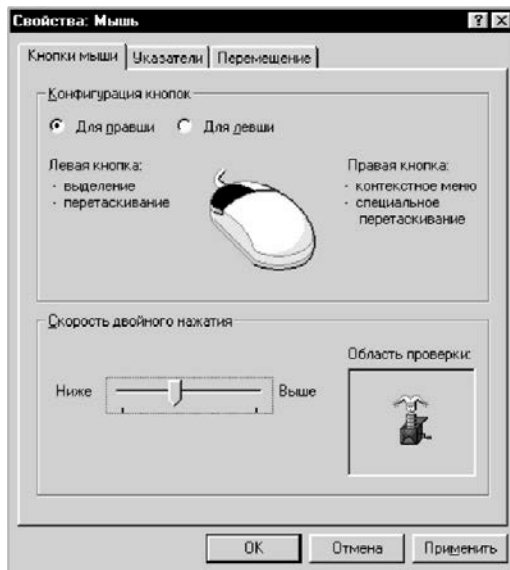 Свойства: Мышь
Кнопки мыши Указатели Перемещение
Конфигурация кнопок
Для правши Для левши
Левая кнопка:
· выделение
· перетаскивание
Правая кнопка:
· контекстное меню
· специальное
перетаскивание
Скорость двойного нажатия
Область проверки:
Ниже Выше
OK Отмена Применить